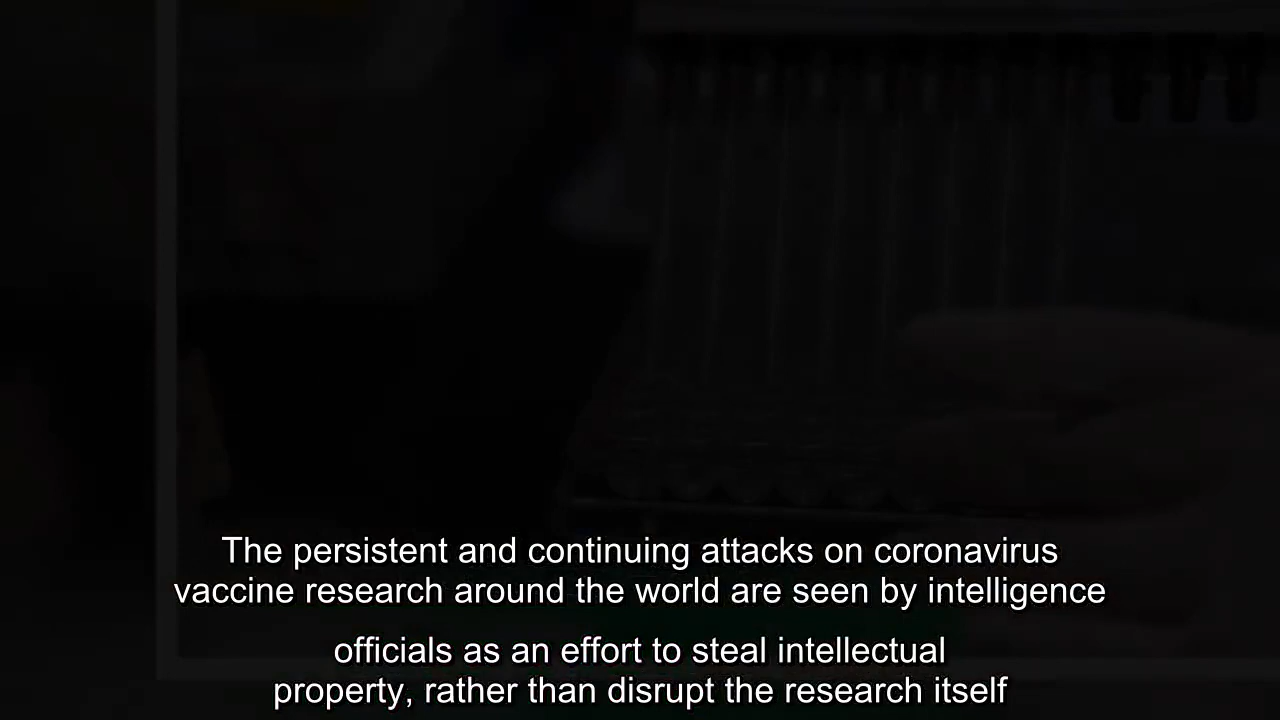 The persistent and continuing attacks on coronavirus
vaccine research around the world are seen by intelligence
officials as an effort to steal intellectual
property, rather than disrupt the research itself